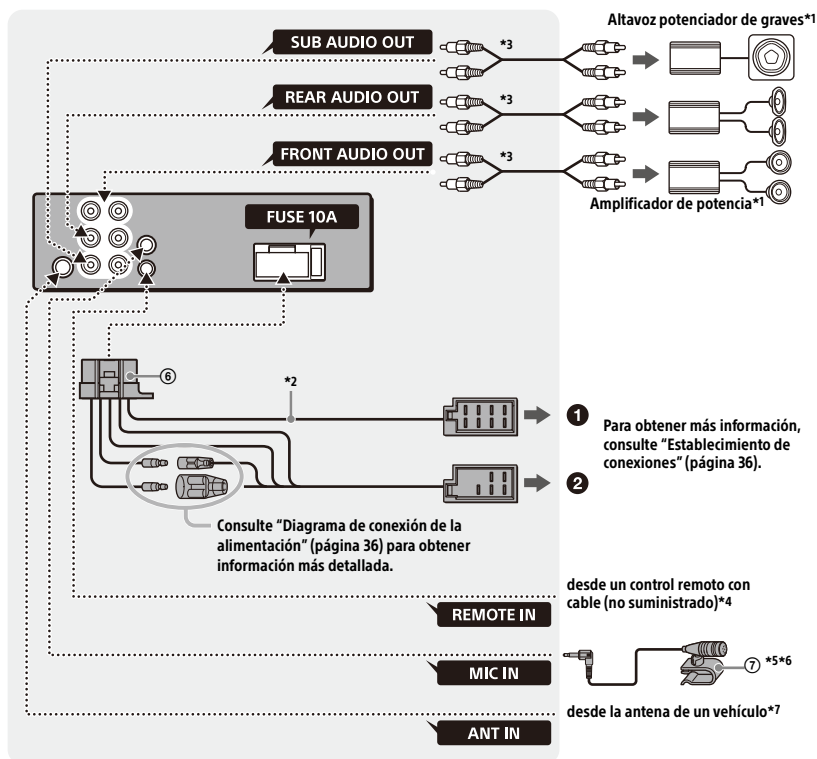 Altavoz potenciador de graves*1
SUB AUDIO OUT
*3
REAR AUDIO OUT
*3
FRONT AUDIO OUT
*3
Amplificador de potencia*1
FUSE 10A
⑥
*2
❶
Para obtener más información,
consulte “Establecimiento de
conexiones” (página 36).
❷
Consulte “Diagrama de conexión de la
alimentación” (página 36) para obtener
información más detallada.
desde un control remoto con
cable (no suministrado)*4
REMOTE IN
⑦ *5*6
MIC IN
desde la antena de un vehículo*7
ANT IN